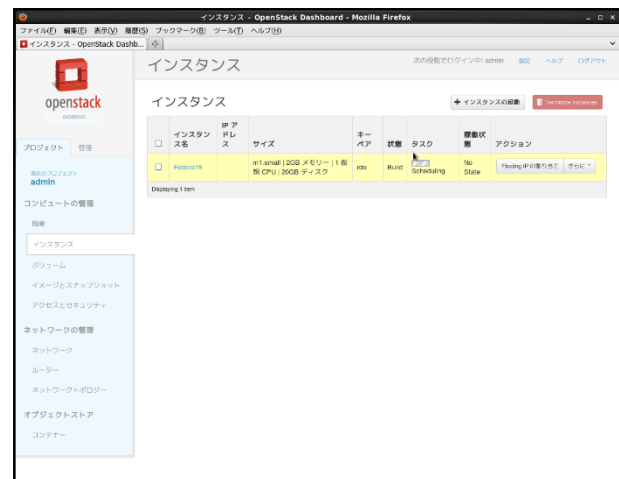 インスタンス - OpenStack Dashboard - Mozilla Firefox
ファイル(F) 編集(E) 表示(V) 履歴(S) ブックマーク(B) ツール(T) ヘルプ(H)
インスタンス - OpenStack Dashb...
openstack
DASHBOARD
プロジェクト 管理
現在のプロジェクト
admin
コンピュートの管理
概要
インスタンス
ボリューム
イメージとスナップショット
アクセスとセキュリティ
ネットワークの管理
ネットワーク
ルーター
ネットワークトポロジー
オブジェクトストア
コンテナー
インスタンス
次の役割でログイン中: admin 設定 ヘルプ ログアウト
インスタンス
+ インスタンスの起動 Terminate Instances
インスタンス名 IP アドレス サイズ キーペア 状態 タスク 稼働状態 アクション
Fedora19 m1.small | 2GB メモリー | 1 仮想 CPU | 20GB ディスク rdo Build Scheduling No State Floating IP の割り当て さらに
Displaying 1 item